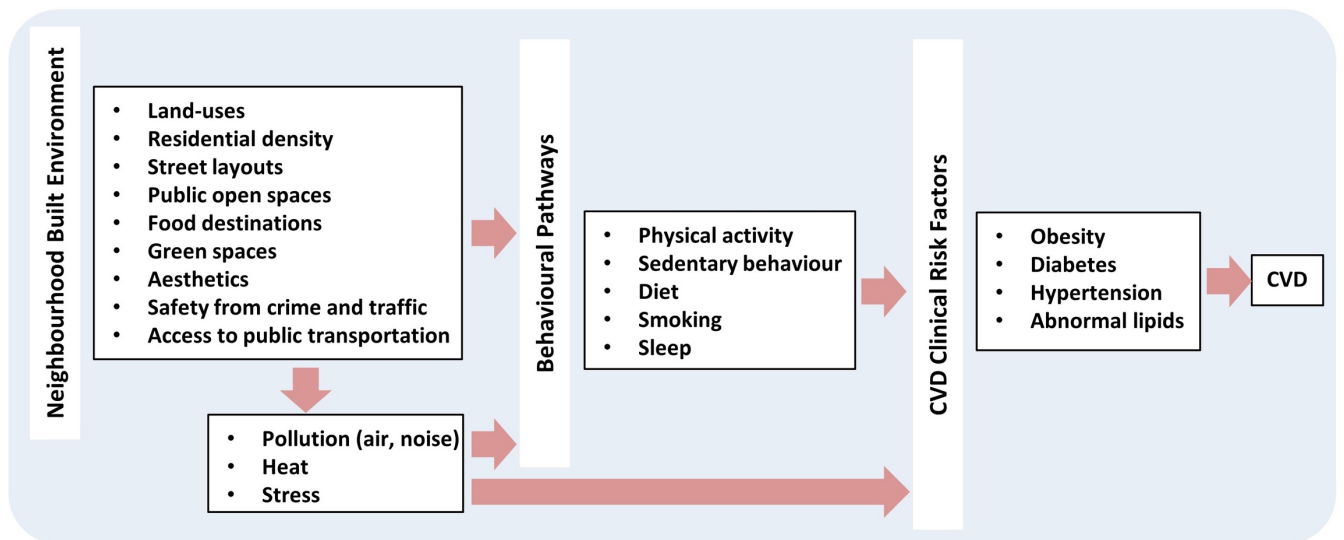 Neighbourhood Built Environment
• Land-uses
• Residential density
• Street layouts
• Public open spaces
• Food destinations
• Green spaces
• Aesthetics
• Safety from crime and traffic
• Access to public transportation
• Pollution (air, noise)
• Heat
• Stress
Behavioural Pathways
• Physical activity
• Sedentary behaviour
• Diet
• Smoking
• Sleep
CVD Clinical Risk Factors
• Obesity
• Diabetes
• Hypertension
• Abnormal lipids
CVD